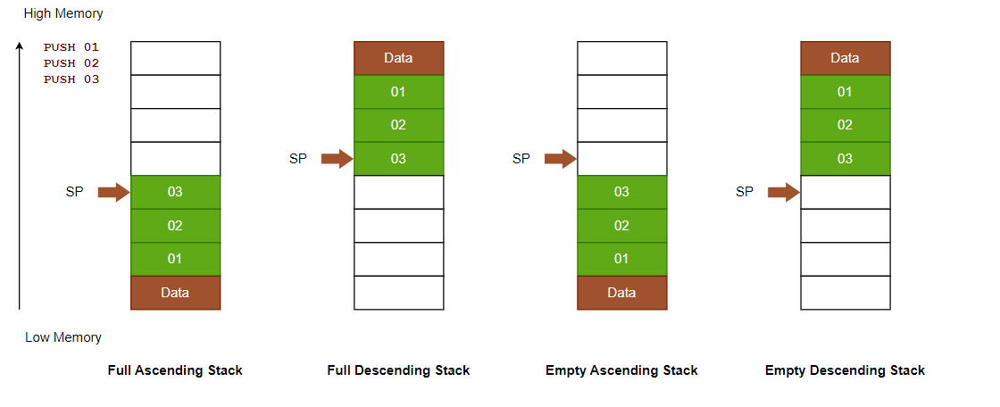 High Memory
PUSH 01
PUSH 02
PUSH 03
Data
Data
01
01
02
02
SP
03
SP
03
SP
03
03
SP
02
02
01
01
Data
Data
Low Memory
Full Ascending Stack
Full Descending Stack
Empty Ascending Stack
Empty Descending Stack